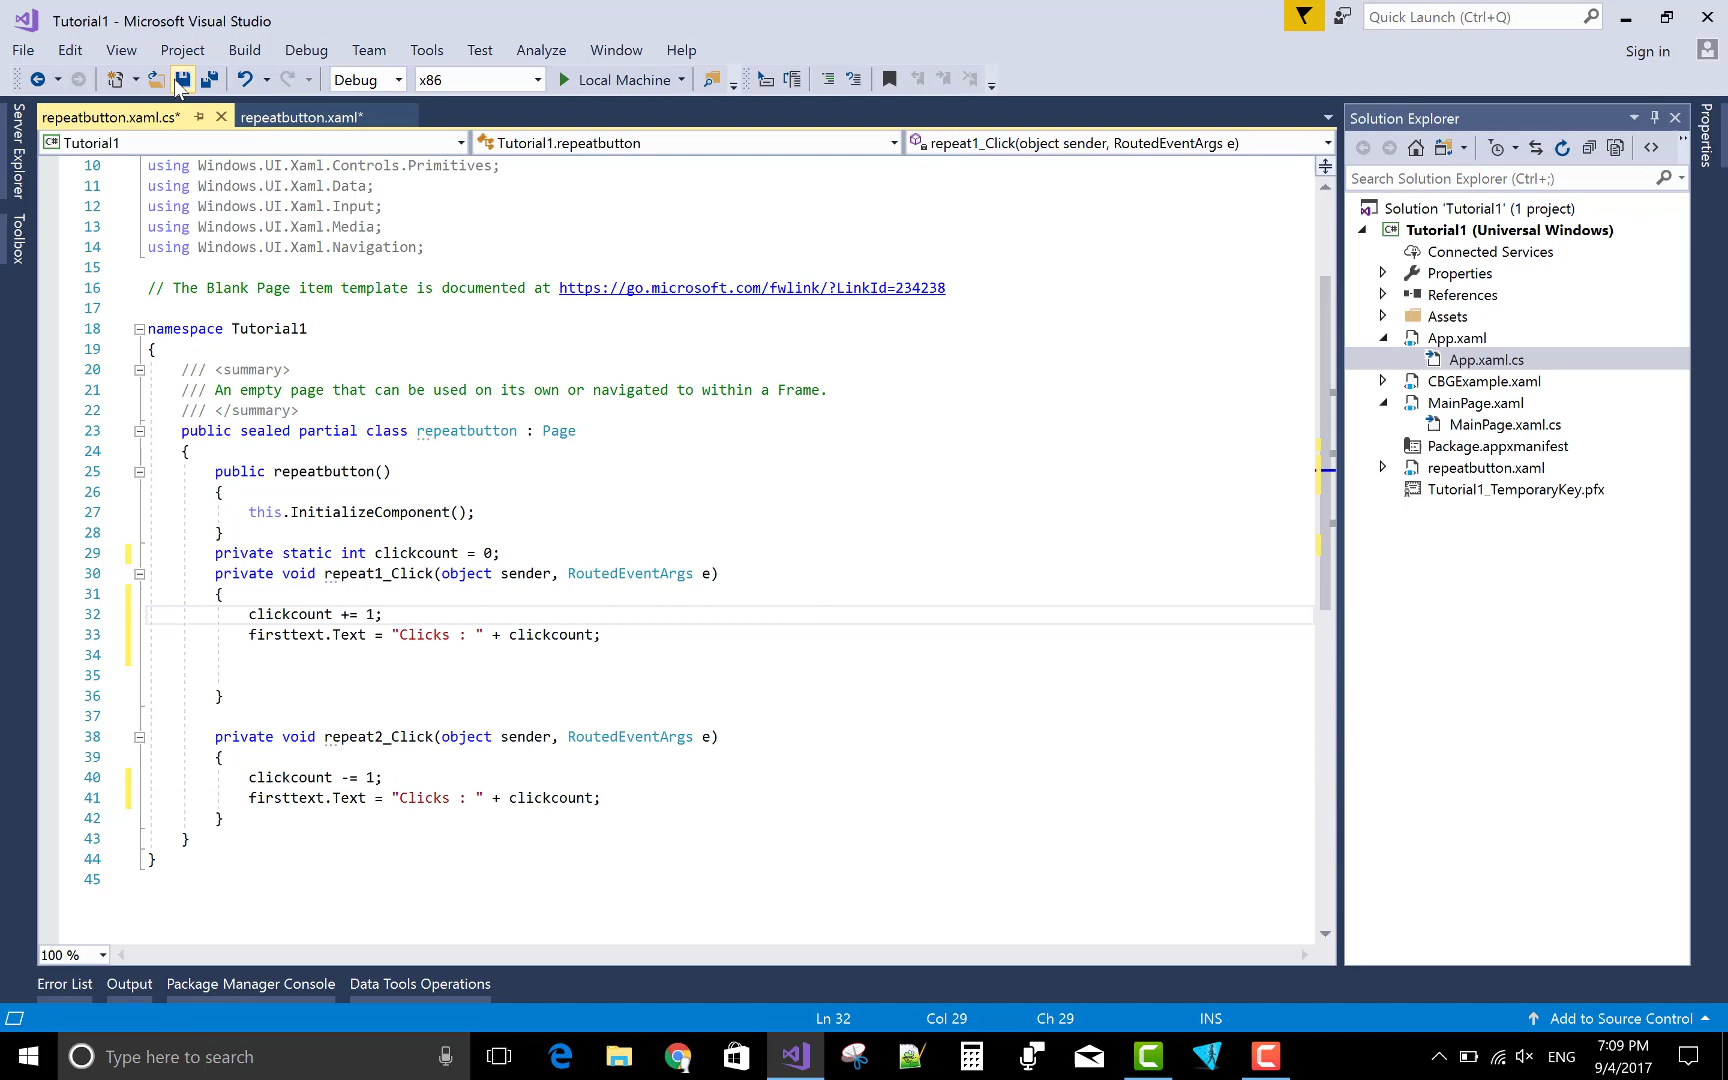 Tutorial1 - Microsoft Visual Studio
Quick Launch (Ctrl+Q)
File Edit View Project Build Debug Team Tools Test Analyze Window Help
Sign in
Debug x86 Local Machine
repeatbutton.xaml.cs* repeatbutton.xaml*
Tutorial1 Tutorial1.repeatbutton repeat1_Click(object sender, RoutedEventArgs e)
Server Explorer
Toolbox
10 using Windows.UI.Xaml.Controls.Primitives;
11 using Windows.UI.Xaml.Data;
12 using Windows.UI.Xaml.Input;
13 using Windows.UI.Xaml.Media;
14 using Windows.UI.Xaml.Navigation;
15
16 // The Blank Page item template is documented at https://go.microsoft.com/fwlink/?LinkId=234238
17
18 namespace Tutorial1
19 {
20 /// <summary>
21 /// An empty page that can be used on its own or navigated to within a Frame.
22 /// </summary>
23 public sealed partial class repeatbutton : Page
24 {
25 public repeatbutton()
26 {
27 this.InitializeComponent();
28 }
29 private static int clickcount = 0;
30 private void repeat1_Click(object sender, RoutedEventArgs e)
31 {
32 clickcount += 1;
33 firsttext.Text = "Clicks : " + clickcount;
34
35
36 }
37
38 private void repeat2_Click(object sender, RoutedEventArgs e)
39 {
40 clickcount -= 1;
41 firsttext.Text = "Clicks : " + clickcount;
42 }
43 }
44 }
45
100 %
Solution Explorer
Search Solution Explorer (Ctrl+;)
Solution 'Tutorial1' (1 project)
C# Tutorial1 (Universal Windows)
Connected Services
Properties
References
Assets
App.xaml
App.xaml.cs
CBGExample.xaml
MainPage.xaml
MainPage.xaml.cs
Package.appxmanifest
repeatbutton.xaml
Tutorial1_TemporaryKey.pfx
Properties
Error List Output Package Manager Console Data Tools Operations
Ln 32 Col 29 Ch 29 INS Add to Source Control
Type here to search
ENG
7:09 PM
9/4/2017